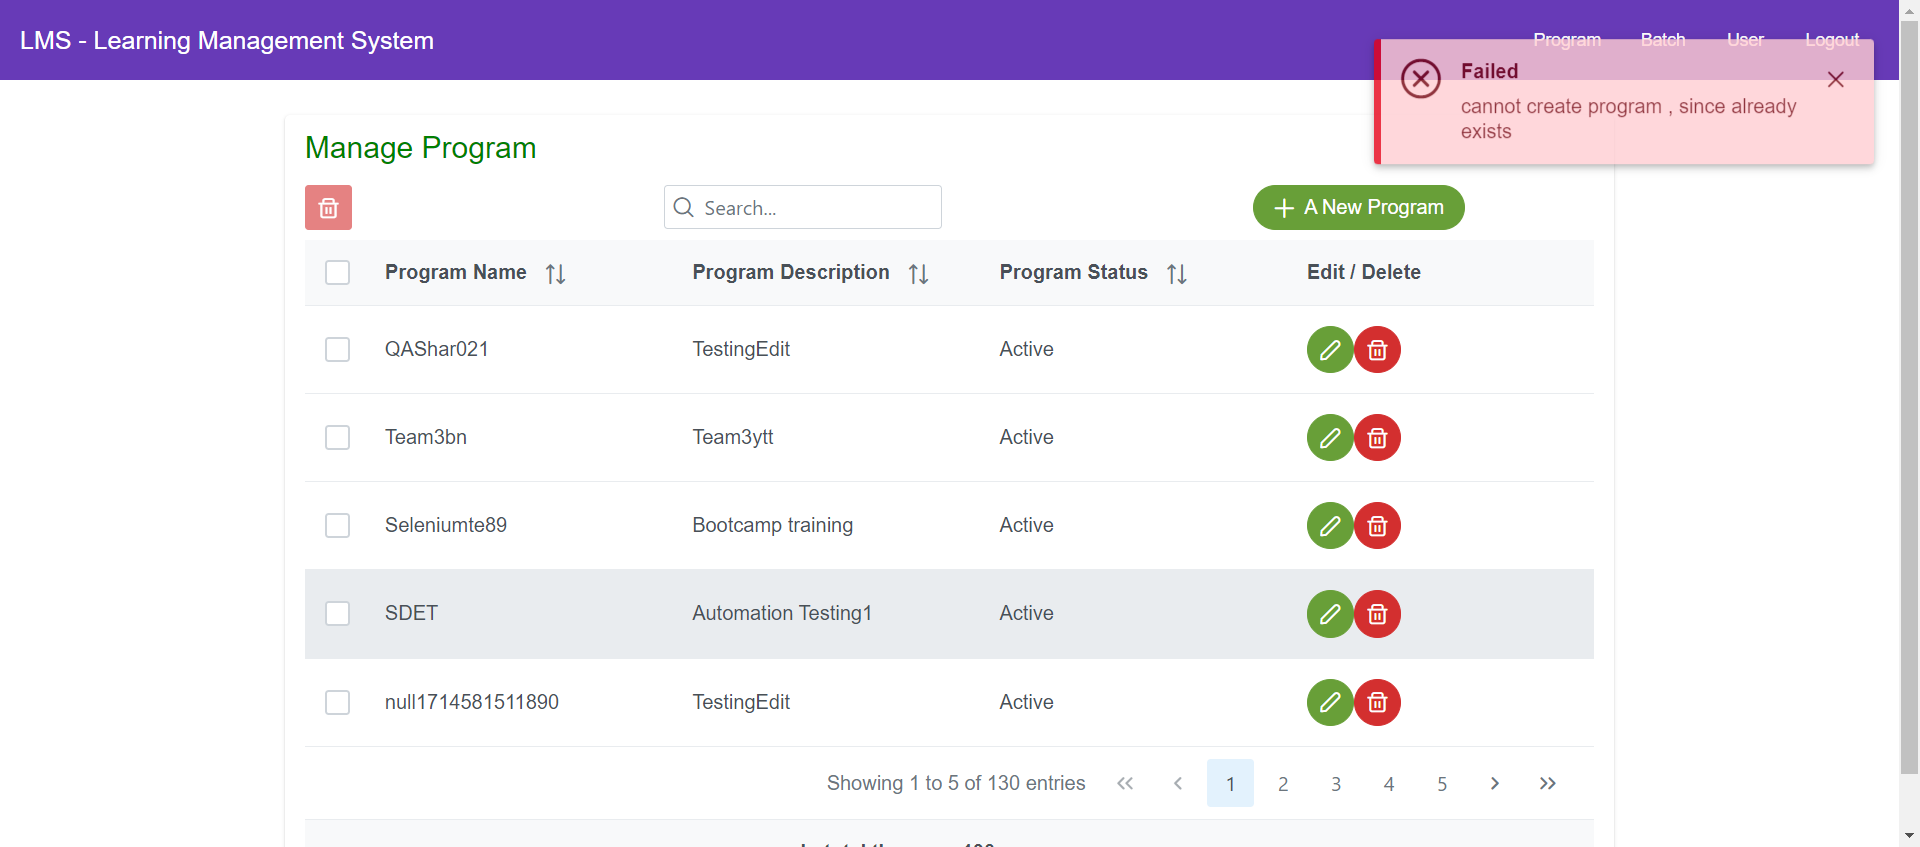 LMS - Learning Management System
Program Batch User Logout
Failed
cannot create program , since already
exists
Manage Program
Search...
A New Program
Program Name Program Description Program Status Edit / Delete
QAShar021 TestingEdit Active
Team3bn Team3ytt Active
Seleniumte89 Bootcamp training Active
SDET Automation Testing1 Active
null1714581511890 TestingEdit Active
Showing 1 to 5 of 130 entries << < 1 2 3 4 5 > >>